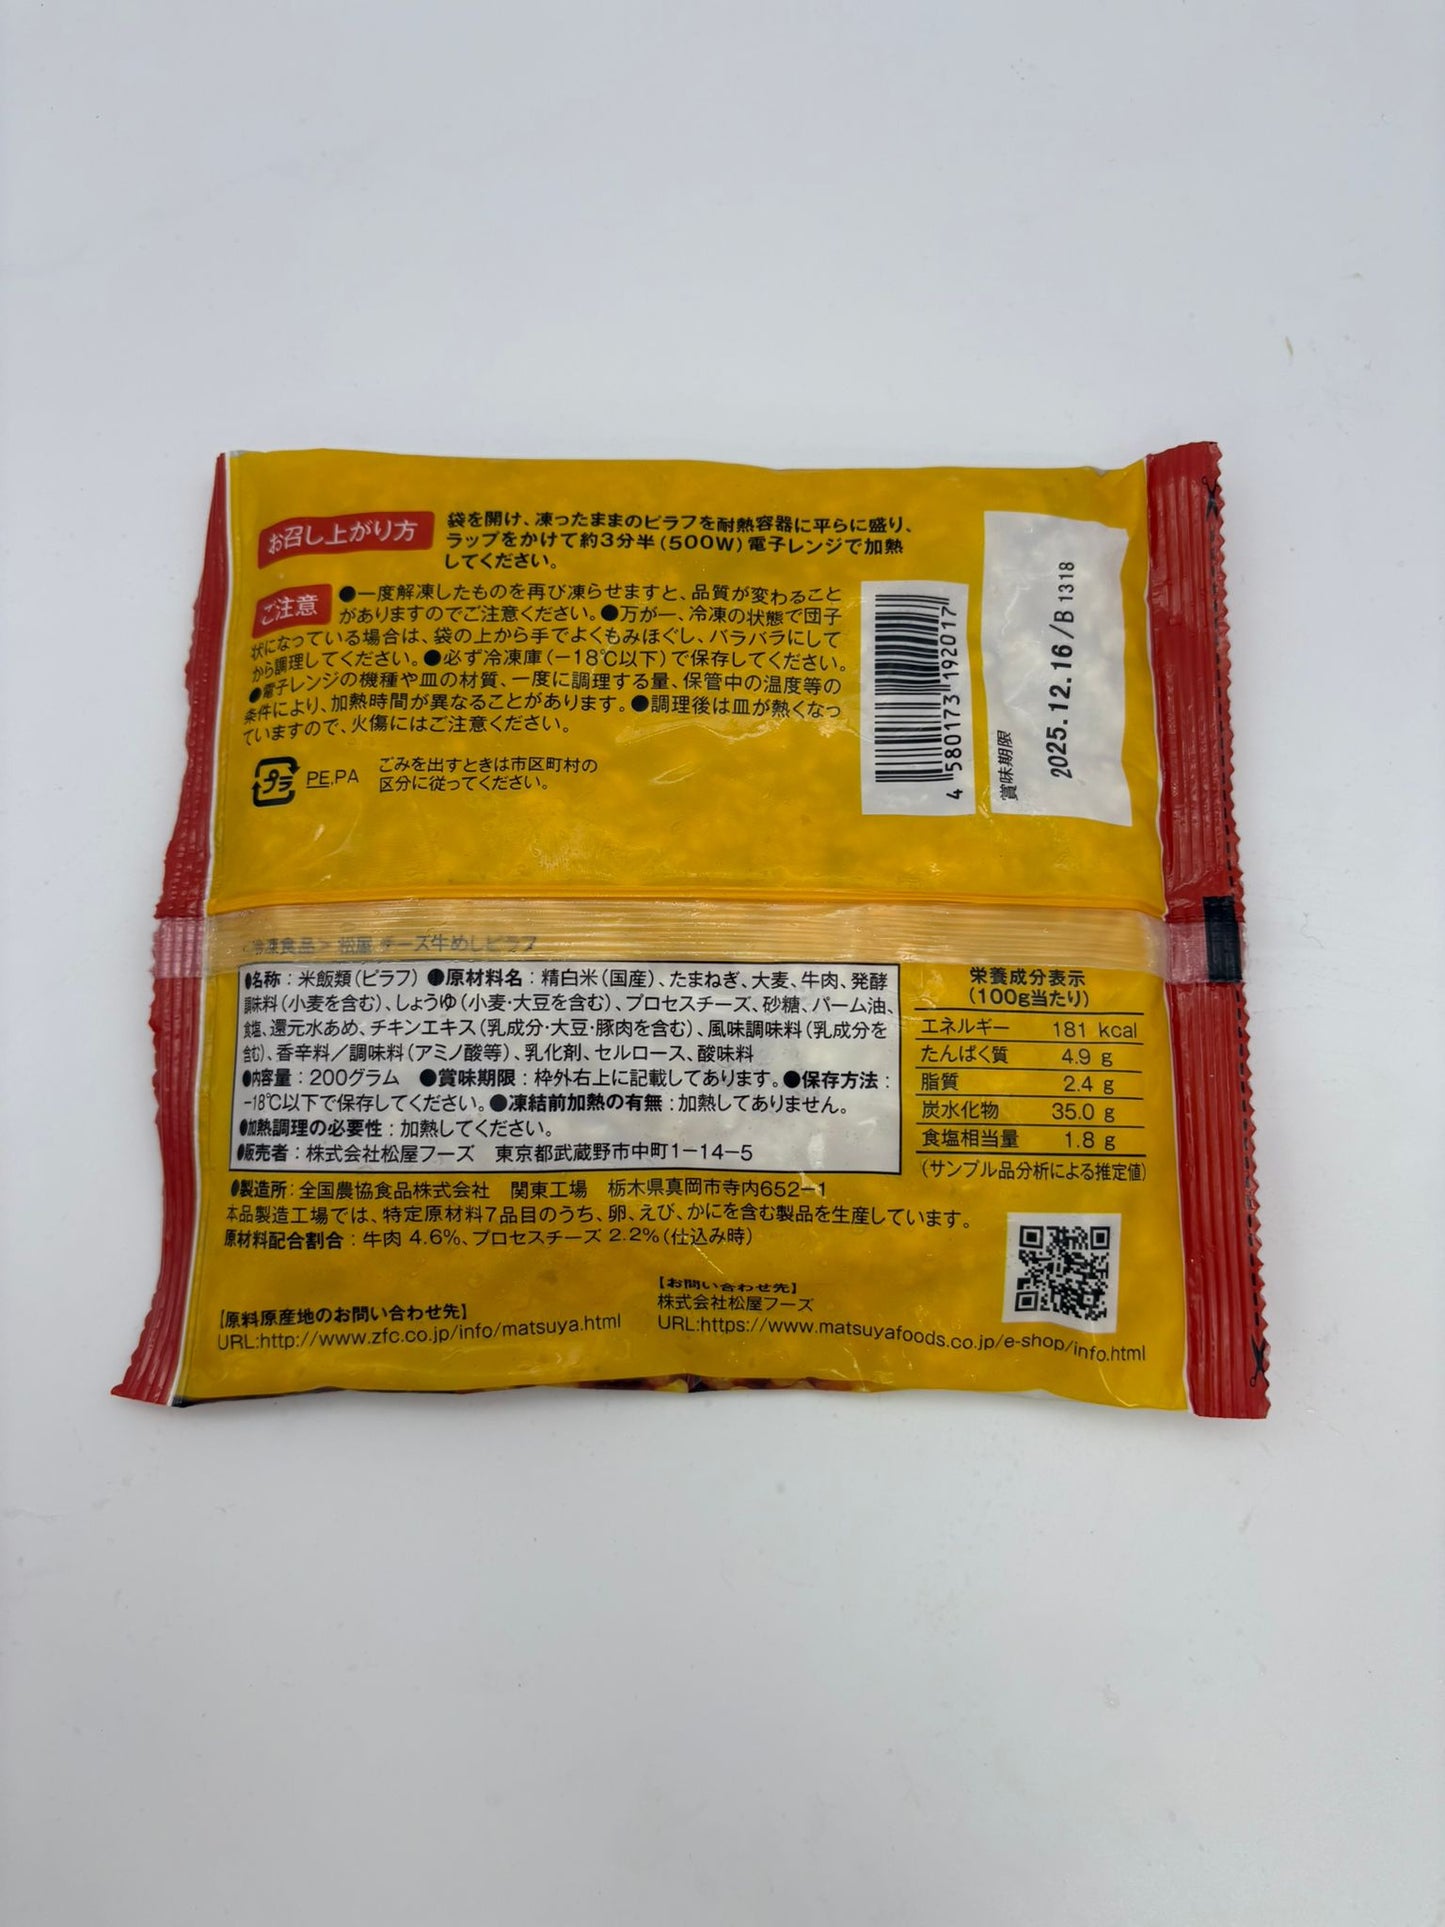 お召し上がり方
袋を開け、凍ったままのピラフを耐熱容器に平らに盛り、
ラップをかけて約3分半(500W)電子レンジで加熱
してください。
ご注意
●一度解凍したものを再び凍らせますと、品質が変わること
がありますのでご注意ください。●万が一、冷凍の状態で団子
状になっている場合は、袋の上から手でよくもみほぐし、バラバラにして
から調理してください。●必ず冷凍庫(-18℃以下)で保存してください。
●電子レンジの機種や皿の材質、一度に調理する量、保管中の温度等の
条件により、加熱時間が異なることがあります。●調理後は皿が熱くなっ
ていますので、火傷にはご注意ください。
プラ
PE,PA
ごみを出すときは市区町村の
区分に従ってください。
4 580173 192017
賞味期限
2025.12.16/B 1318
<冷凍食品> 松屋 チーズ牛めしピラフ
●名称:米飯類(ピラフ) ●原材料名:精白米(国産)、たまねぎ、大麦、牛肉、発酵
調味料(小麦を含む)、しょうゆ(小麦・大豆を含む)、プロセスチーズ、砂糖、パーム油、
食塩、還元水あめ、チキンエキス(乳成分・大豆・豚肉を含む)、風味調味料(乳成分を
含む)、香辛料/調味料(アミノ酸等)、乳化剤、セルロース、酸味料
●内容量:200グラム ●賞味期限:枠外右上に記載してあります。●保存方法:
-18℃以下で保存してください。●凍結前加熱の有無:加熱してありません。
●加熱調理の必要性:加熱してください。
●販売者:株式会社松屋フーズ 東京都武蔵野市中町1-14-5
栄養成分表示
(100g当たり)
エネルギー 181 kcal
たんぱく質 4.9 g
脂質 2.4 g
炭水化物 35.0 g
食塩相当量 1.8 g
(サンプル品分析による推定値)
●製造所:全国農協食品株式会社 関東工場 栃木県真岡市寺内652-1
本品製造工場では、特定原材料7品目のうち、卵、えび、かにを含む製品を生産しています。
原材料配合割合:牛肉 4.6%、プロセスチーズ 2.2%(仕込み時)
【原料原産地のお問い合わせ先】
URL:http://www.zfc.co.jp/info/matsuya.html
【お問い合わせ先】
株式会社松屋フーズ
URL:https://www.matsuyafoods.co.jp/e-shop/info.html